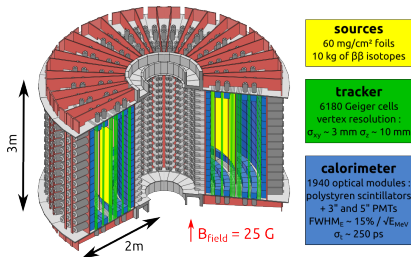 sources
60 mg/cm² foils
10 kg of ββ isotopes
tracker
6180 Geiger cells
vertex resolution :
σxy ~ 3 mm σz ~ 10 mm
calorimeter
1940 optical modules :
polystyren scintillators
+ 3" and 5" PMTs
FWHME ~ 15% / √EMeV
σt ~ 250 ps
3m
2m
Bfield = 25 G